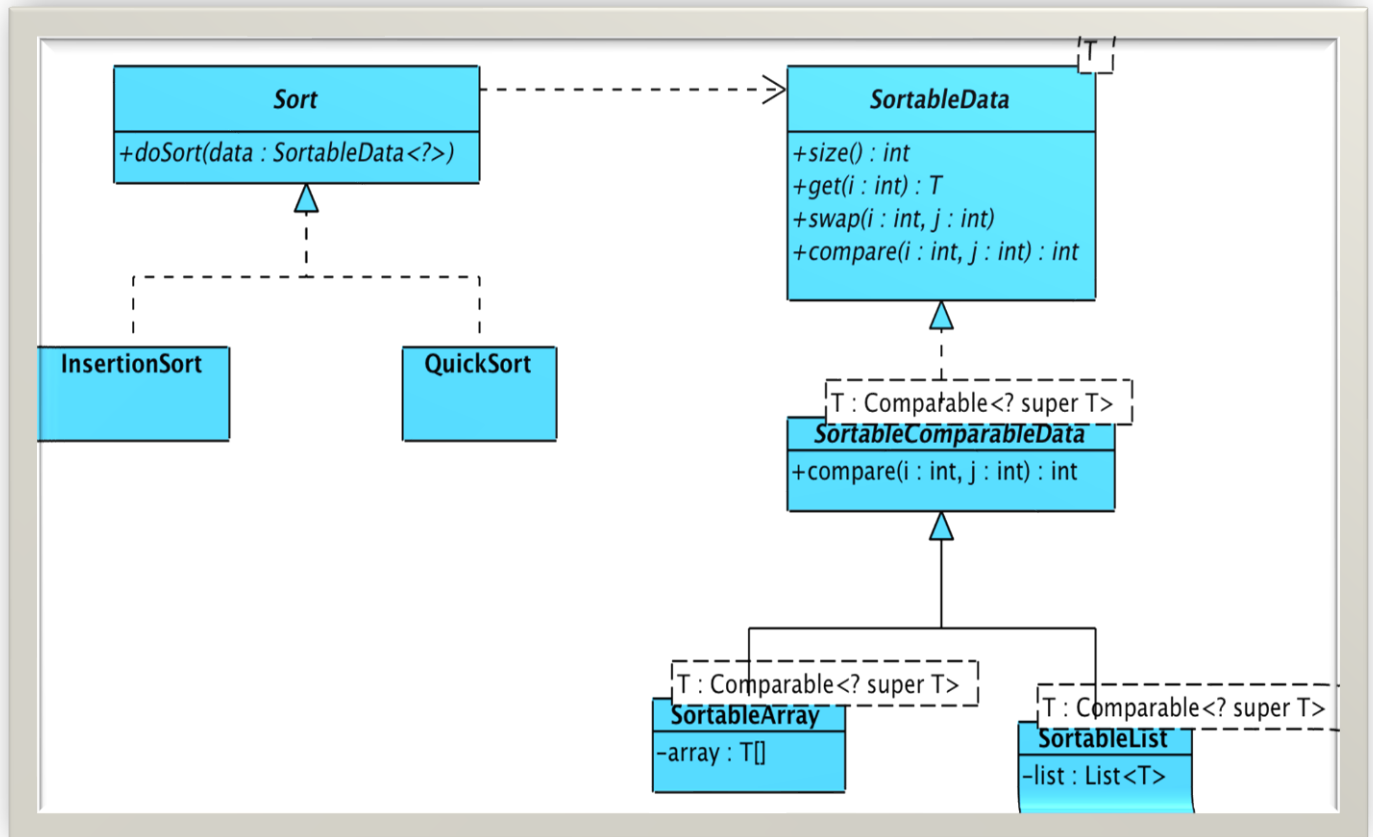 Sort
+doSort(data : SortableData<?>)
T
SortableData
+size() : int
+get(i : int) : T
+swap(i : int, j : int)
+compare(i : int, j : int) : int
InsertionSort
QuickSort
T : Comparable<? super T>
SortableComparableData
+compare(i : int, j : int) : int
T : Comparable<? super T>
SortableArray
-array : T[]
T : Comparable<? super T>
SortableList
-list : List<T>